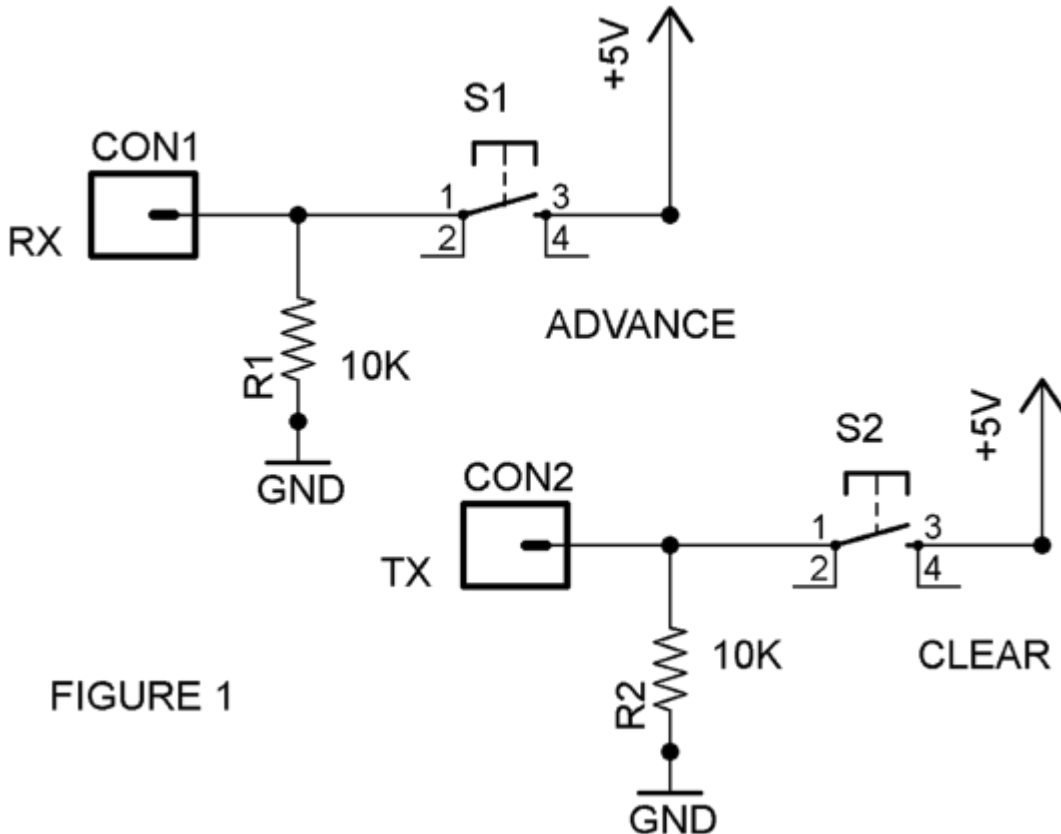 +5V
S1
CON1
1
3
2
4
RX
ADVANCE
R1
10K
GND
+5V
S2
CON2
1
3
2
4
TX
CLEAR
R2
10K
FIGURE 1
GND